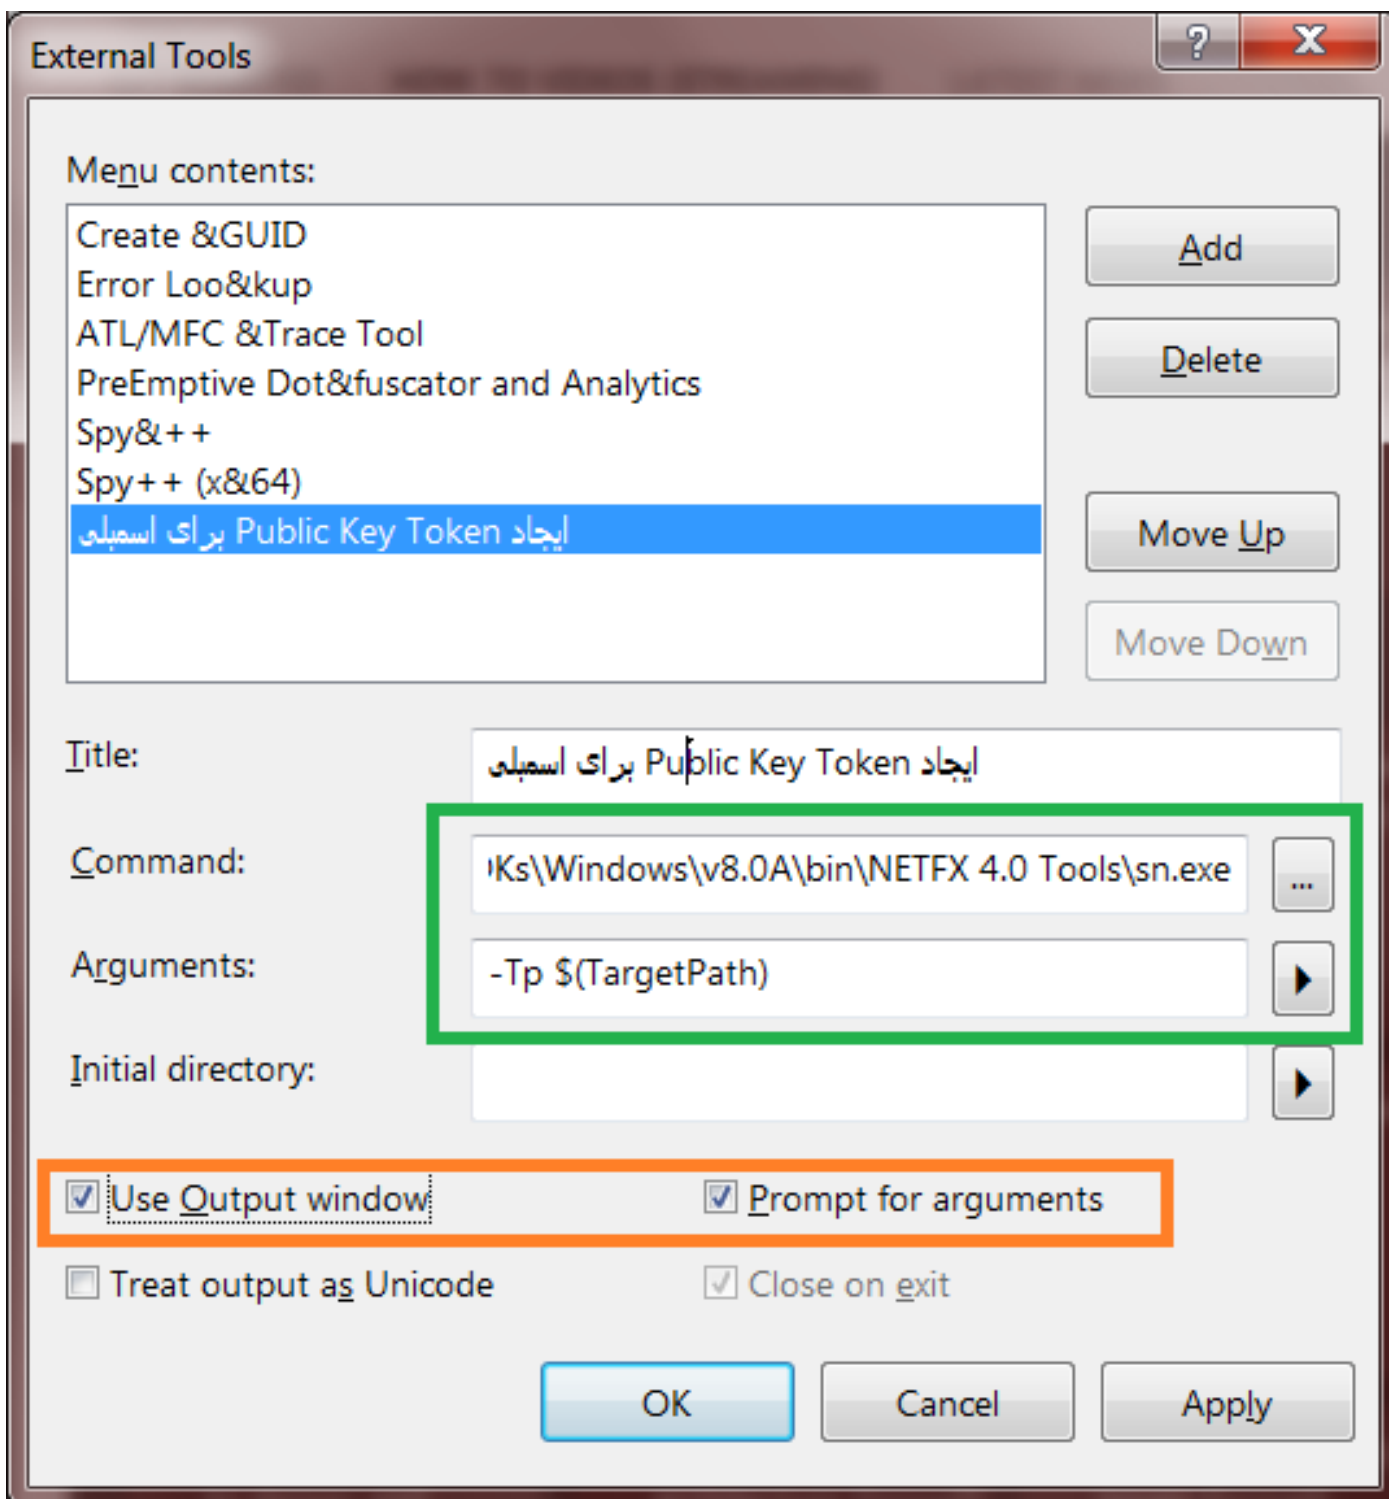 External Tools
Menu contents:
Create &GUID
Error Loo&kup
ATL/MFC &Trace Tool
PreEmptive Dot&fuscator and Analytics
Spy&++
Spy++ (x&64)
ایجاد Public Key Token برای اسمبلی
Add
Delete
Move Up
Move Down
Title:
ایجاد Public Key Token برای اسمبلی
Command:
Ks\Windows\v8.0A\bin\NETFX 4.0 Tools\sn.exe
...
Arguments:
-Tp $(TargetPath)
Initial directory:
Use Output window
Prompt for arguments
Treat output as Unicode
Close on exit
OK
Cancel
Apply